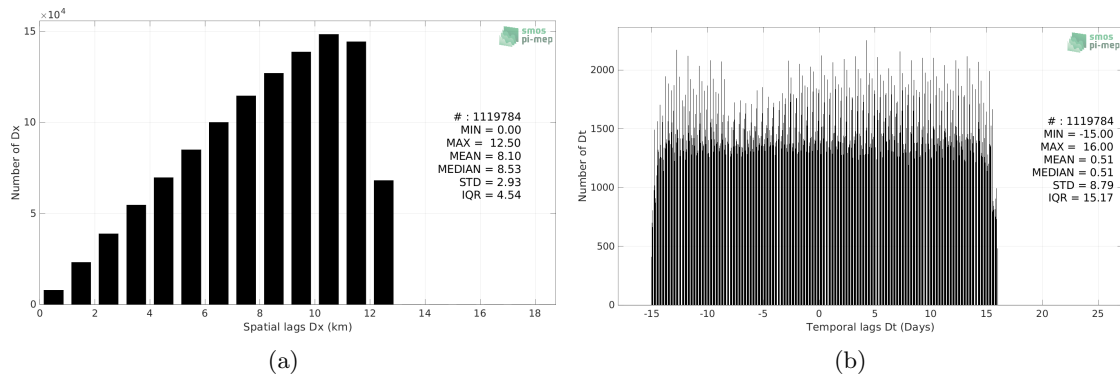 ×10⁴
15
10
5
0
Number of Dx
0 2 4 6 8 10 12 14 16 18
Spatial lags Dx (km)
smos
pi-mep
# : 1119784
MIN = 0.00
MAX = 12.50
MEAN = 8.10
MEDIAN = 8.53
STD = 2.93
IQR = 4.54
(a)
2000
1500
1000
500
0
Number of Dt
-15 -10 -5 0 5 10 15 20 25
Temporal lags Dt (Days)
smos
pi-mep
# : 1119784
MIN = -15.00
MAX = 16.00
MEAN = 0.51
MEDIAN = 0.51
STD = 8.79
IQR = 15.17
(b)